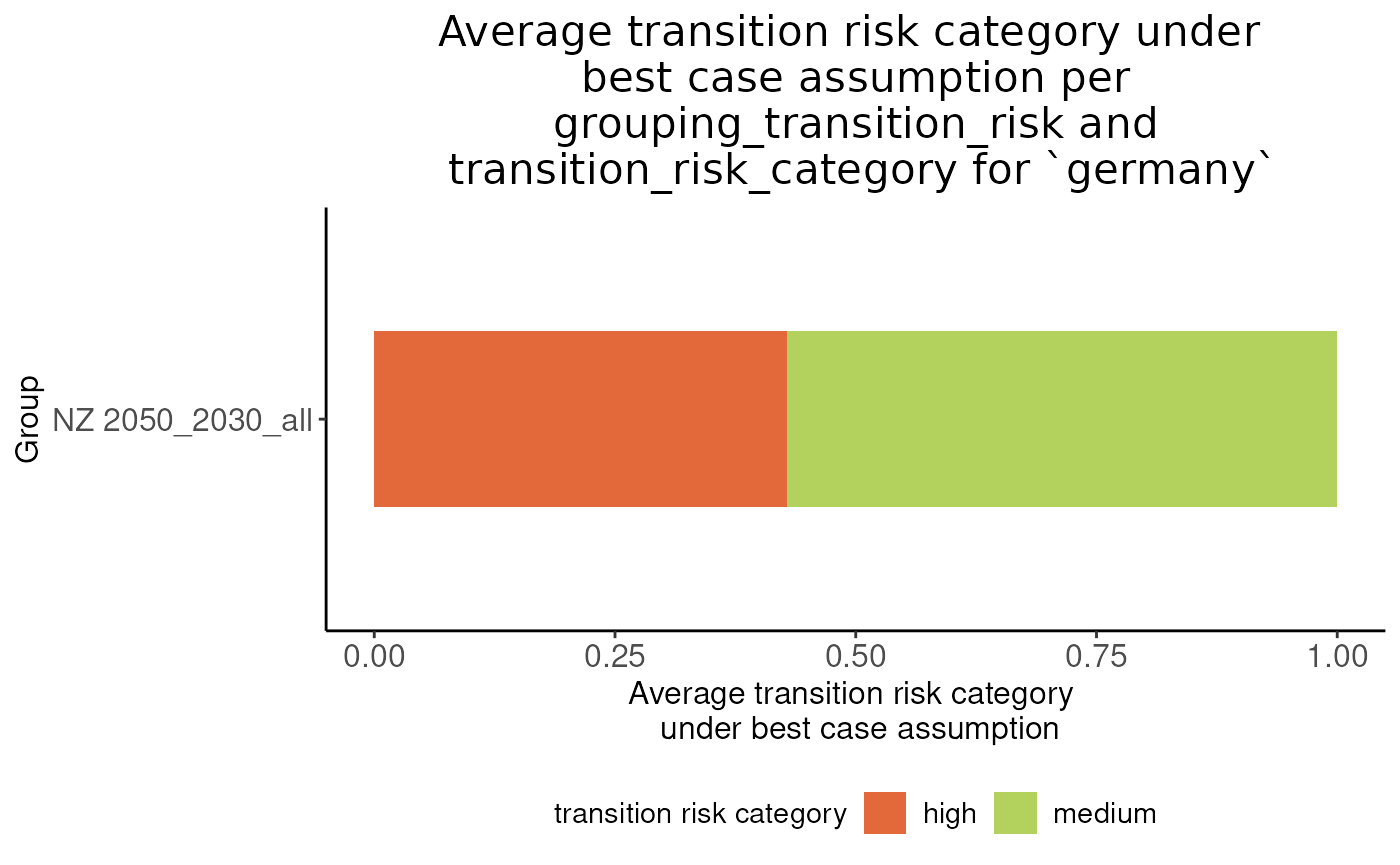 Average transition risk category under
best case assumption per
grouping_transition_risk and
transition_risk_category for `germany`
Group
NZ 2050_2030_all
0.00 0.25 0.50 0.75 1.00
Average transition risk category
under best case assumption
transition risk category high medium